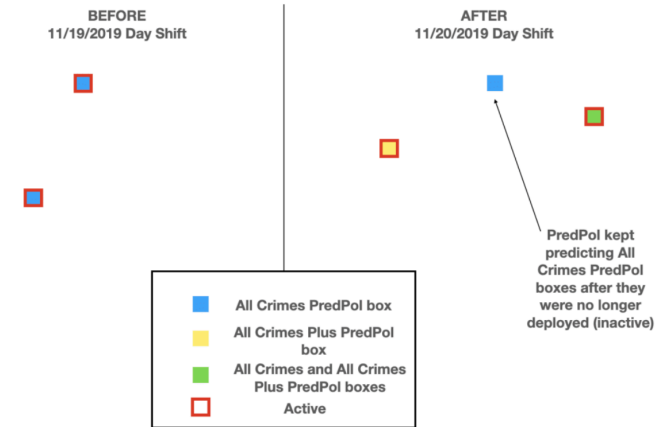 BEFORE
11/19/2019 Day Shift
AFTER
11/20/2019 Day Shift
PredPol kept
predicting All
Crimes PredPol
boxes after they
were no longer
deployed (inactive)
All Crimes PredPol box
All Crimes Plus PredPol
box
All Crimes and All Crimes
Plus PredPol boxes
Active